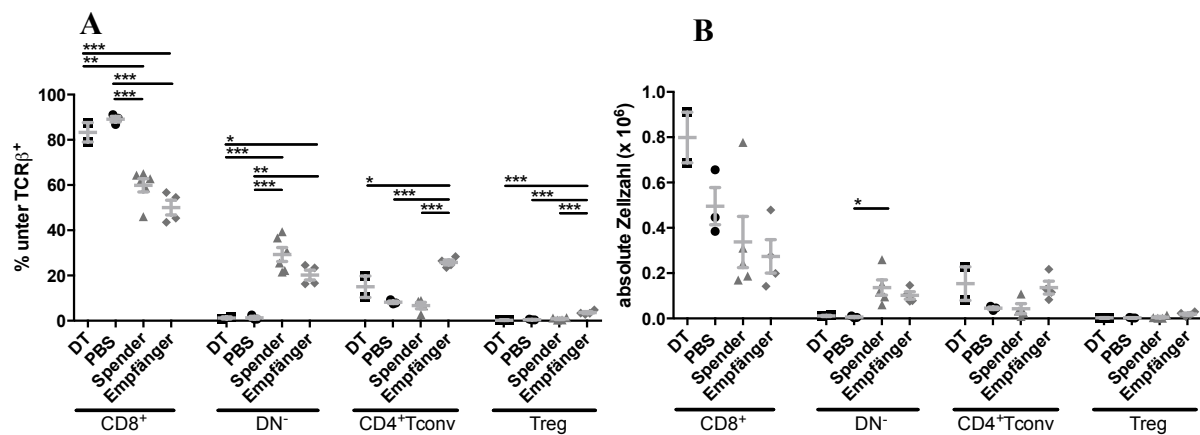 A
***
**
***
***
*
***
**
***
*
***
***
***
***
***
% unter TCRβ+
100
80
60
40
20
0
DT
PBS
Spender
Empfänger
DT
PBS
Spender
Empfänger
DT
PBS
Spender
Empfänger
DT
PBS
Spender
Empfänger
CD8+
DN-
CD4+Tconv
Treg
B
*
absolute Zellzahl (x 10⁶)
1.0
0.8
0.6
0.4
0.2
0.0
DT
PBS
Spender
Empfänger
DT
PBS
Spender
Empfänger
DT
PBS
Spender
Empfänger
DT
PBS
Spender
Empfänger
CD8+
DN-
CD4+Tconv
Treg